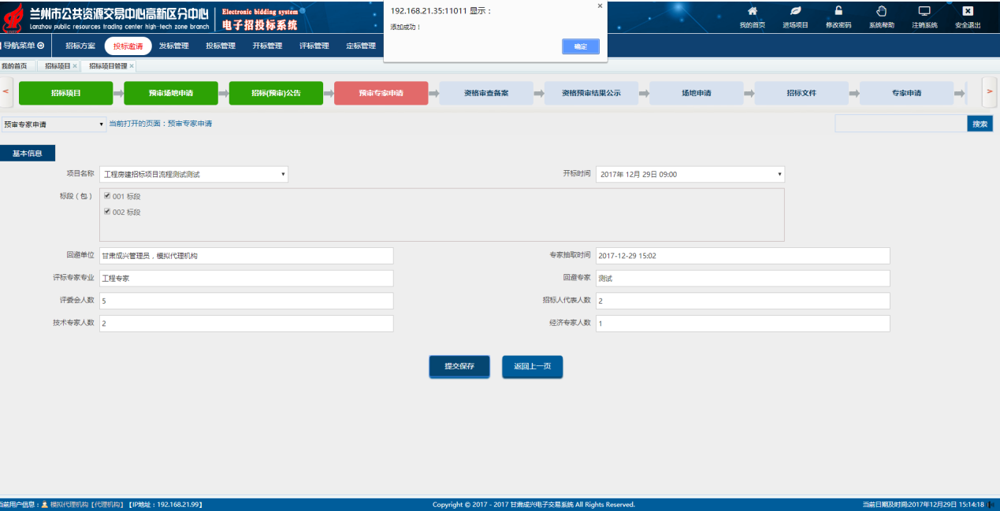 兰州市公共资源交易中心高新区分中心
Lanzhou public resources trading center high-tech zone branch
Electronic bidding system
电子招投标系统
192.168.21.35:11011 显示：
添加成功！
确定
我的首页 进场项目 修改密码 系统帮助 注销系统 安全退出
导航菜单 招标方案 投标邀请 发标管理 投标管理 开标管理 评标管理 定标管理
我的首页 招标项目 × 招标项目管理 ×
< 招标项目 预审场地申请 招标(预审)公告 预审专家申请 资格审查备案 资格预审结果公示 场地申请 招标文件 专家申请 >
预审专家申请 当前打开的页面：预审专家申请 搜索
基本信息
项目名称 工程房建招标项目流程测试测试 开标时间 2017年 12月 29日 09:00
标段（包） 001 标段
002 标段
回避单位 甘肃成兴管理员，模拟代理机构 专家抽取时间 2017-12-29 15:02
评标专家专业 工程专家 回避专家 测试
评委会人数 5 招标人代表人数 2
技术专家人数 2 经济专家人数 1
提交保存 返回上一页
当前用户信息： 模拟代理机构【代理机构】【IP地址：192.168.21.99】 Copyright © 2017 - 2017 甘肃成兴电子交易系统 All Rights Reserved. 当前日期及时间:2017年12月29日 15:14:18